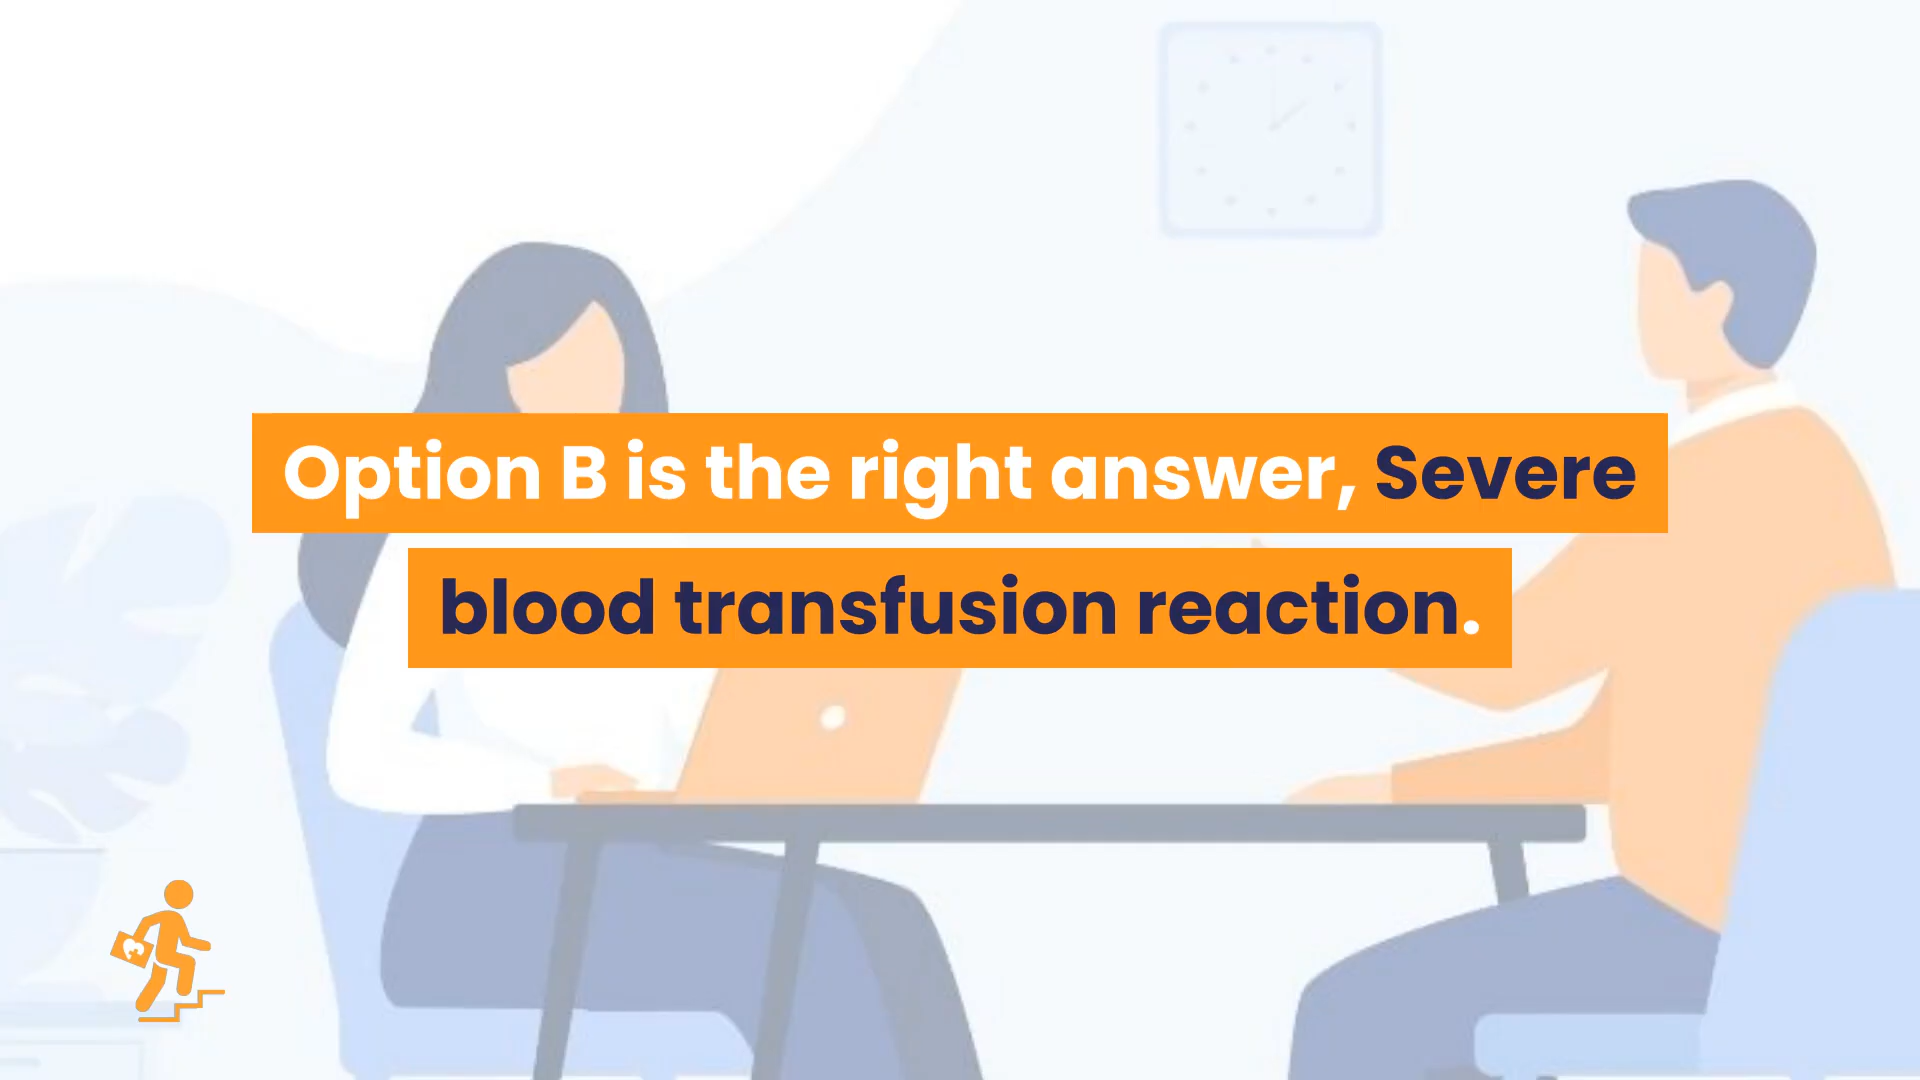 Option B is the right answer, Severe
blood transfusion reaction.